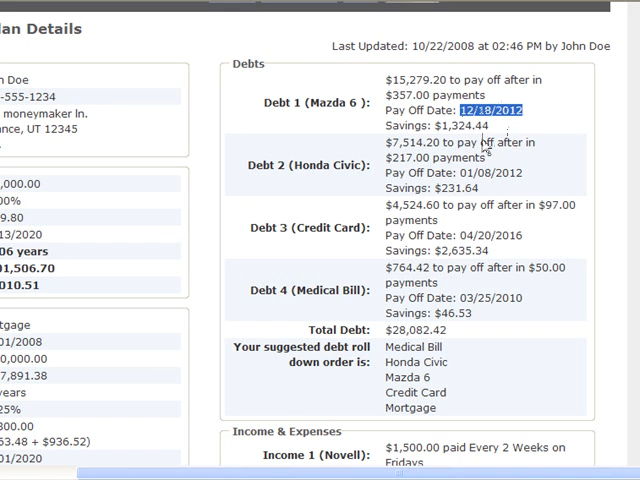 lan Details
Last Updated: 10/22/2008 at 02:46 PM by John Doe
n Doe
-555-1234
moneymaker ln.
ance, UT 12345
,000.00
00%
9.80
13/2020
06 years
01,506.70
010.51
tgage
01/2008
0,000.00
7,891.38
years
25%
800.00
63.48 + $936.52)
01/2020
Debts
Debt 1 (Mazda 6 ):
$15,279.20 to pay off after in
$357.00 payments
Pay Off Date: 12/18/2012
Savings: $1,324.44
Debt 2 (Honda Civic):
$7,514.20 to pay off after in
$217.00 payments
Pay Off Date: 01/08/2012
Savings: $231.64
Debt 3 (Credit Card):
$4,524.60 to pay off after in $97.00
payments
Pay Off Date: 04/20/2016
Savings: $2,635.34
Debt 4 (Medical Bill):
$764.42 to pay off after in $50.00
payments
Pay Off Date: 03/25/2010
Savings: $46.53
Total Debt: $28,082.42
Your suggested debt roll
down order is:
Medical Bill
Honda Civic
Mazda 6
Credit Card
Mortgage
Income & Expenses
Income 1 (Novell):
$1,500.00 paid Every 2 Weeks on
Fridays